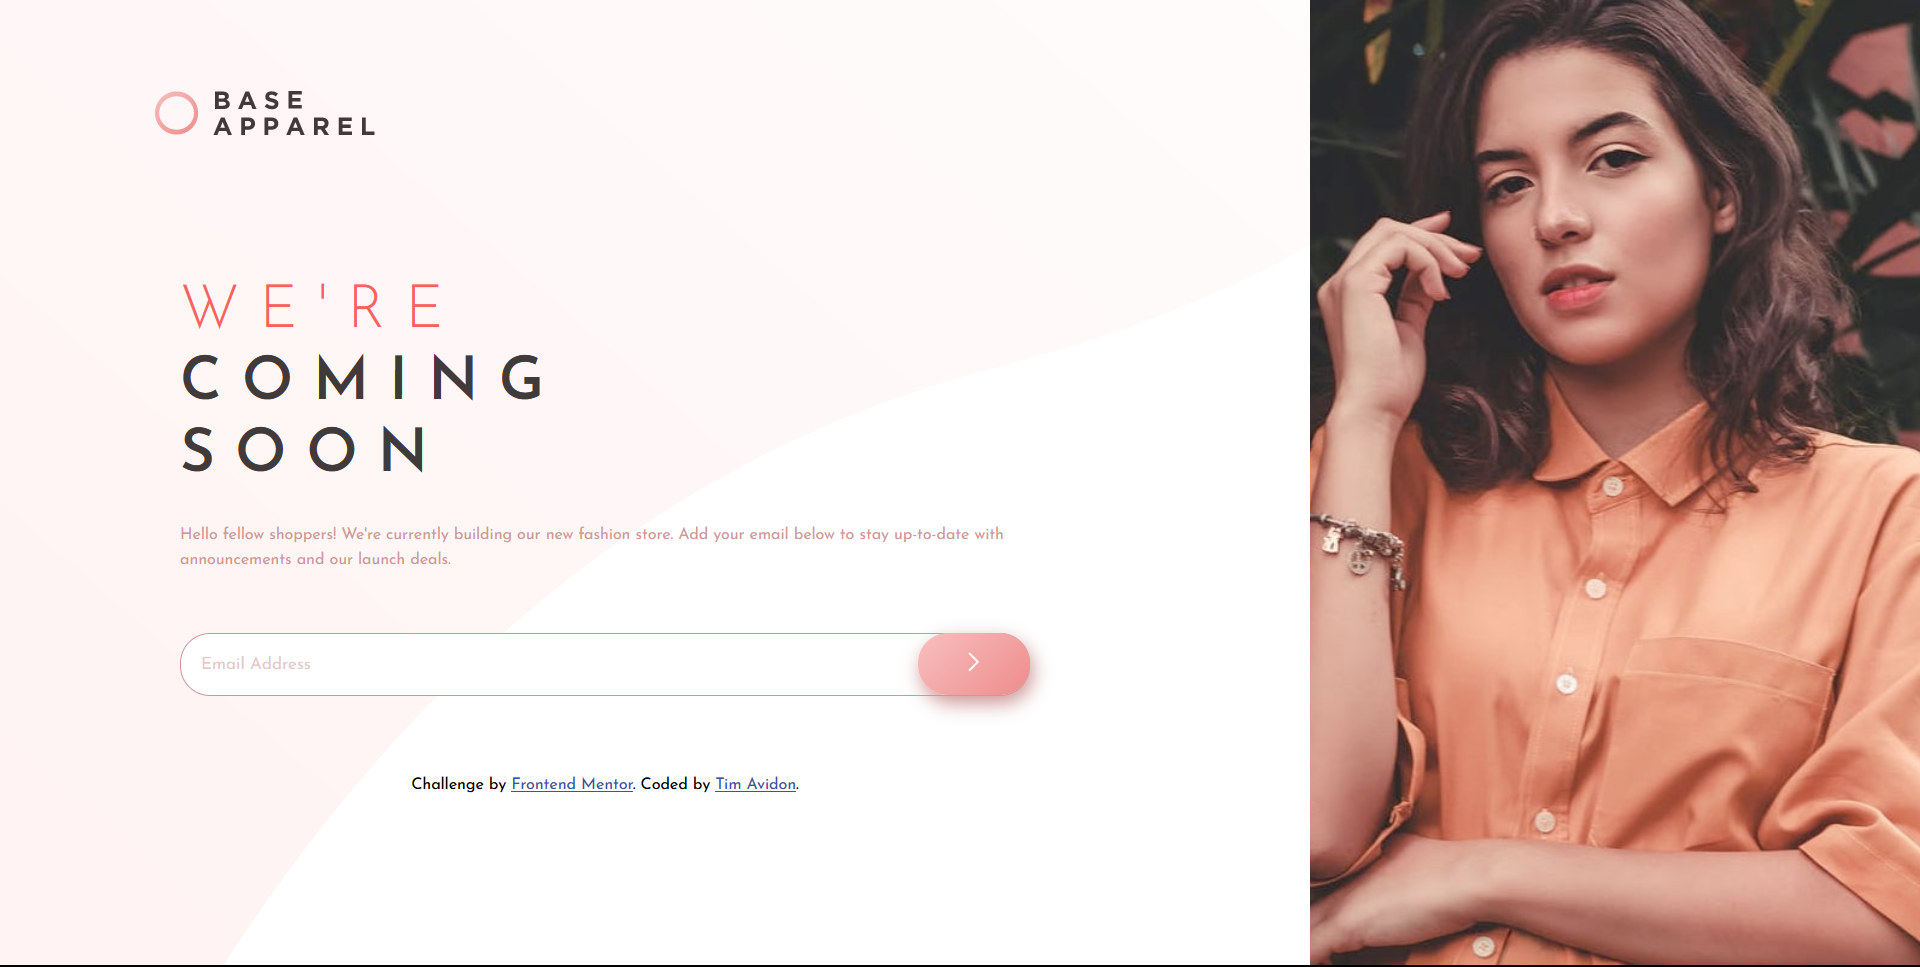 BASE
APPAREL
WE'RE
COMING
SOON
Hello fellow shoppers! We're currently building our new fashion store. Add your email below to stay up-to-date with
announcements and our launch deals.
Email Address
Challenge by Frontend Mentor. Coded by Tim Avidon.